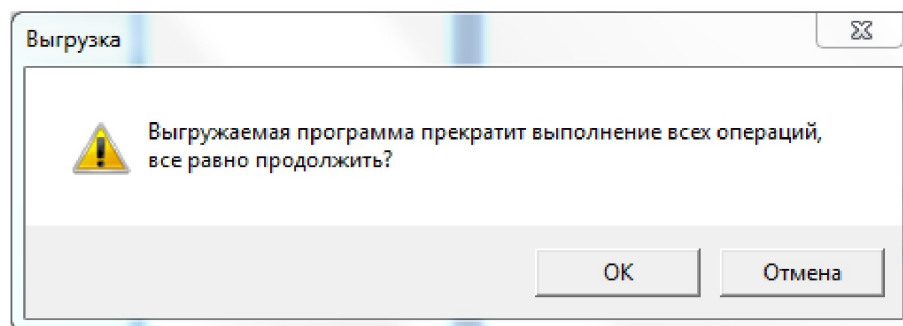 Выгрузка
Выгружаемая программа прекратит выполнение всех операций,
все равно продолжить?
OK
Отмена